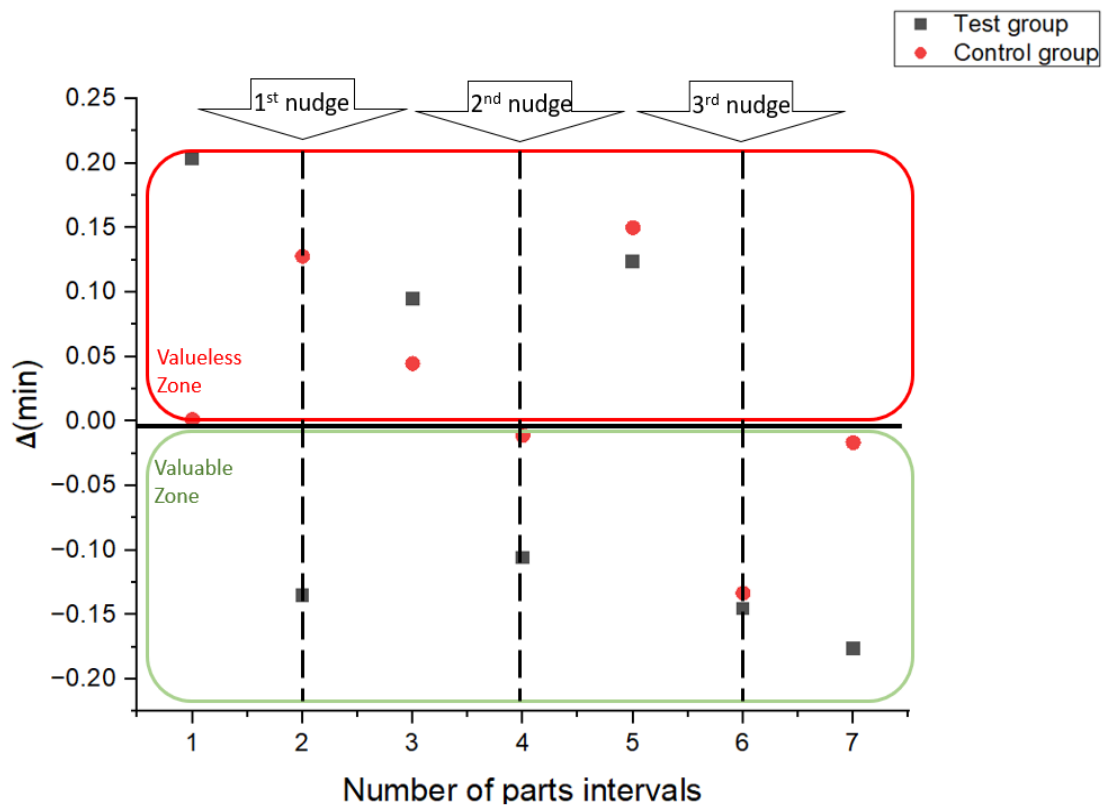 Test group
Control group
1st nudge
2nd nudge
3rd nudge
0.25
0.20
0.15
0.10
0.05
0.00
−0.05
−0.10
−0.15
−0.20
Δ(min)
Valueless
Zone
Valuable
Zone
1 2 3 4 5 6 7
Number of parts intervals